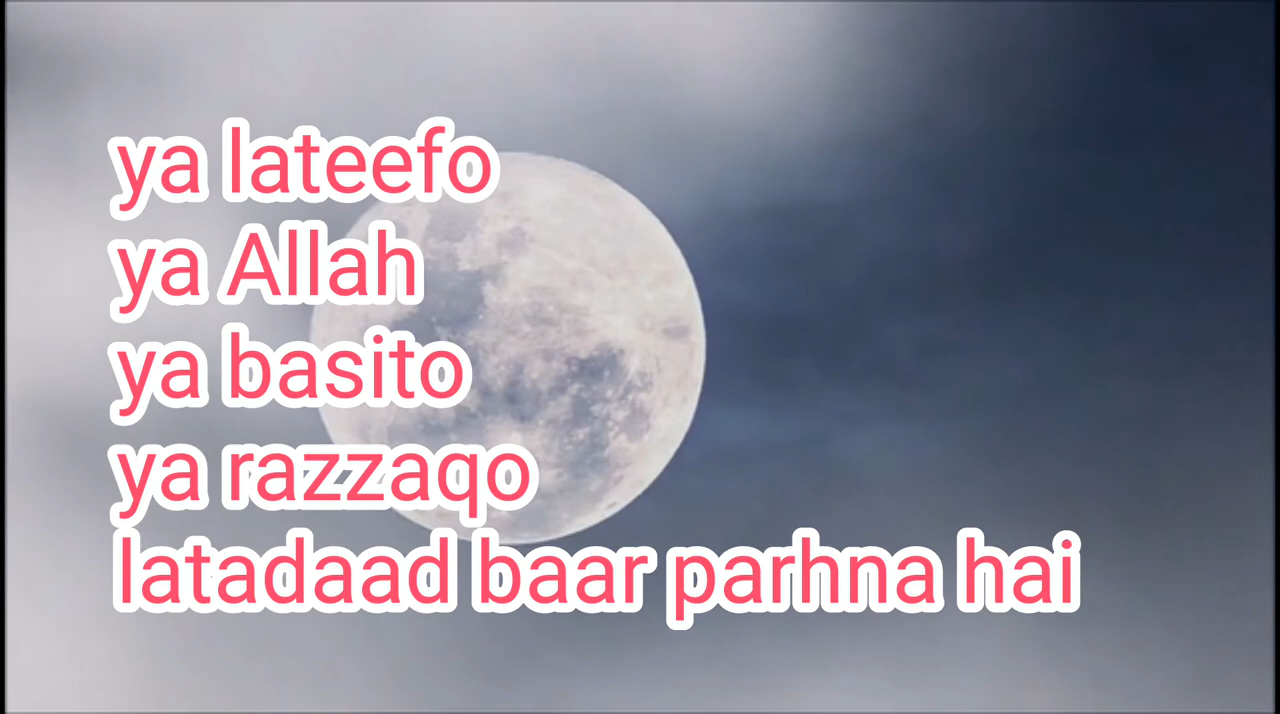 ya lateefo
ya Allah
ya basito
ya razzaqo
latadaad baar parhna hai